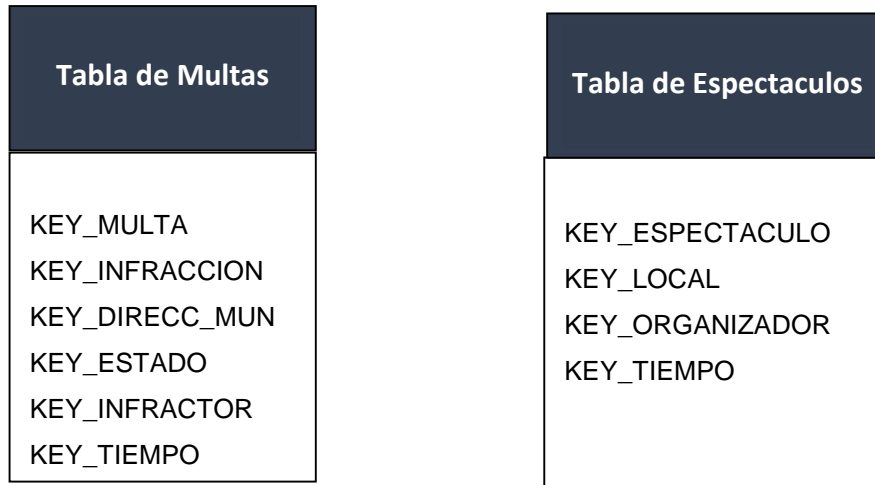 Tabla de Multas
KEY_MULTA
KEY_INFRACCION
KEY_DIRECC_MUN
KEY_ESTADO
KEY_INFRACTOR
KEY_TIEMPO
Tabla de Espectaculos
KEY_ESPECTACULO
KEY_LOCAL
KEY_ORGANIZADOR
KEY_TIEMPO